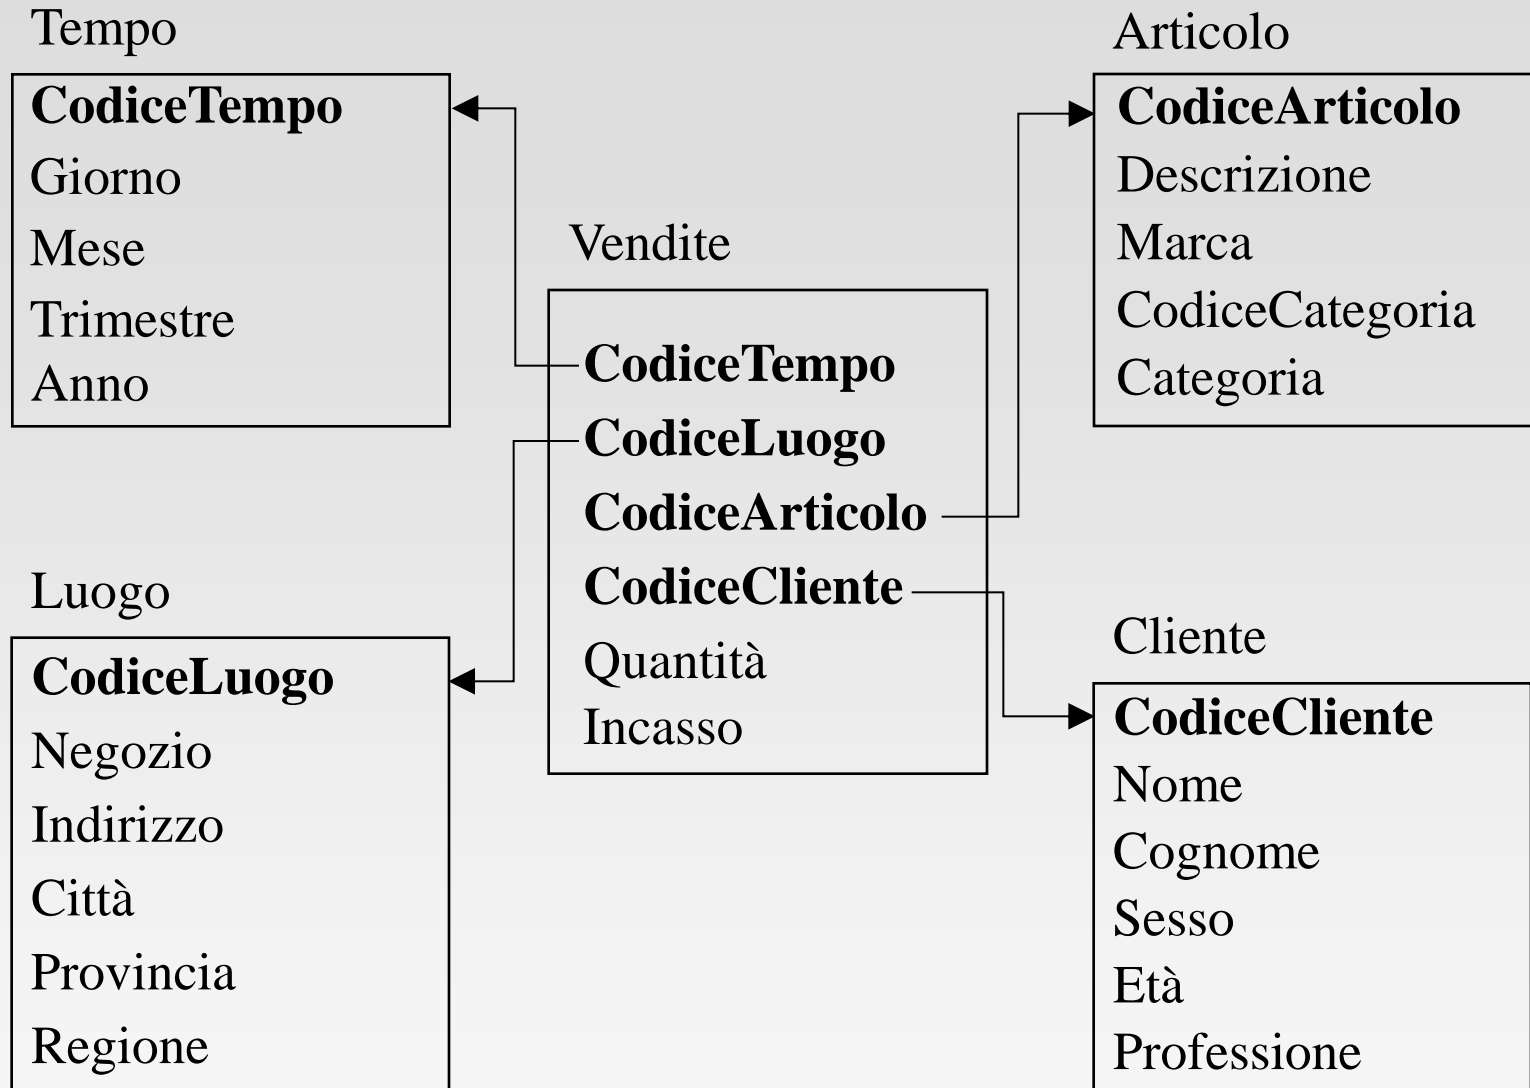 Tempo
CodiceTempo
Giorno
Mese
Trimestre
Anno
Luogo
CodiceLuogo
Negozio
Indirizzo
Città
Provincia
Regione
Vendite
CodiceTempo
CodiceLuogo
CodiceArticolo
CodiceCliente
Quantità
Incasso
Articolo
CodiceArticolo
Descrizione
Marca
CodiceCategoria
Categoria
Cliente
CodiceCliente
Nome
Cognome
Sesso
Età
Professione